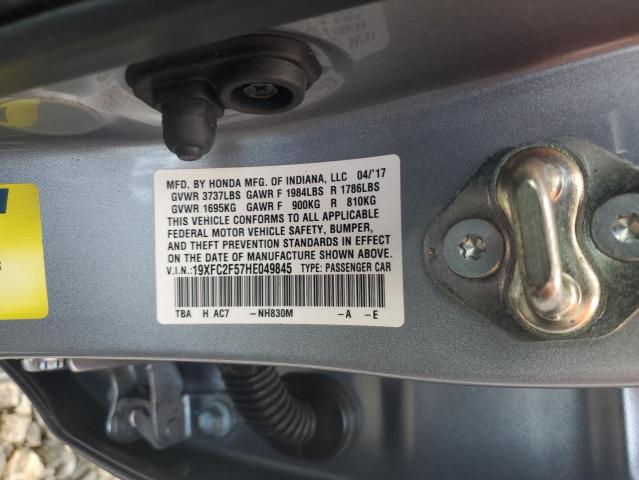 MFD. BY HONDA MFG. OF INDIANA, LLC 04/'17
GVWR 3737LBS GAWR F 1984LBS R 1786LBS
GVWR 1695KG GAWR F 900KG R 810KG
THIS VEHICLE CONFORMS TO ALL APPLICABLE
FEDERAL MOTOR VEHICLE SAFETY, BUMPER,
AND THEFT PREVENTION STANDARDS IN EFFECT
ON THE DATE OF MANUFACTURE SHOWN ABOVE.
V.I.N.:19XFC2F57HE049845 TYPE: PASSENGER CAR
TBA H AC7 -NH830M -A -E